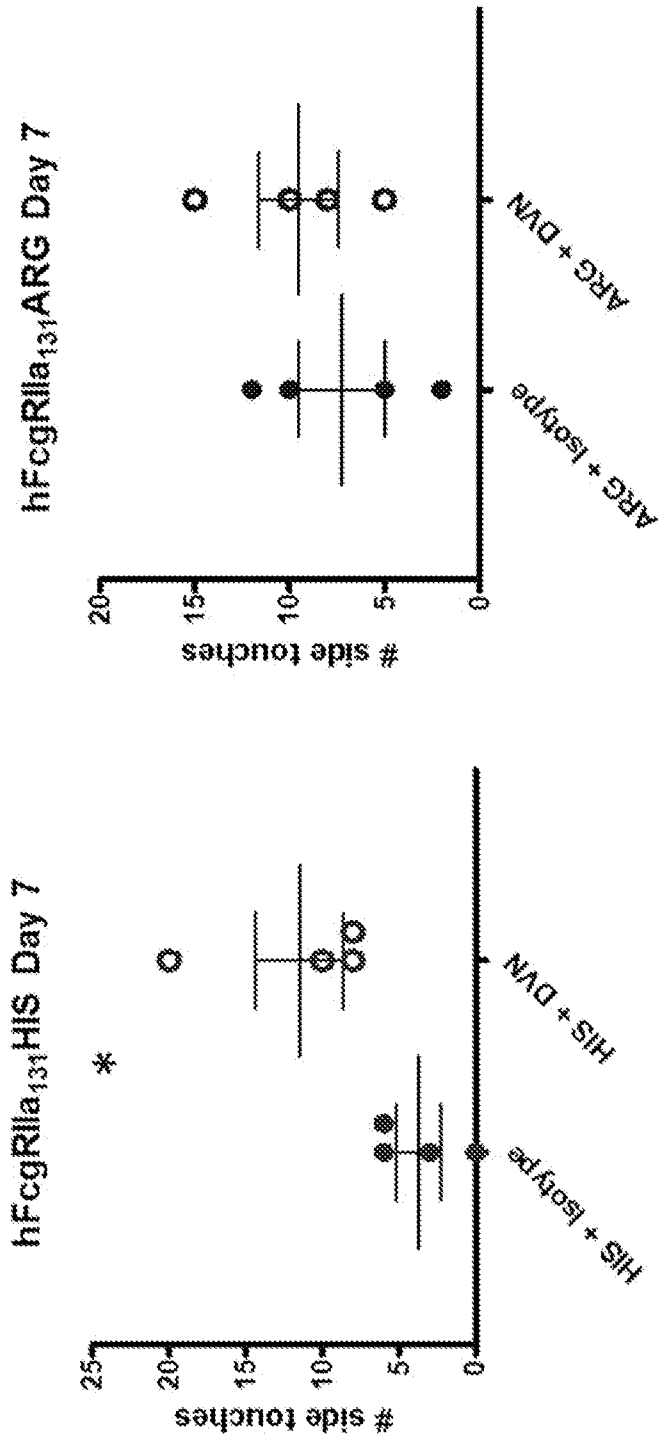 hFcgRIIa₁₃₁HIS Day 7
# side touches
25
20
15
10
5
0
*
HIS + Isotype
HIS + DVN
hFcgRIIa₁₃₁ARG Day 7
# side touches
20
15
10
5
0
ARG + Isotype
ARG + DVN